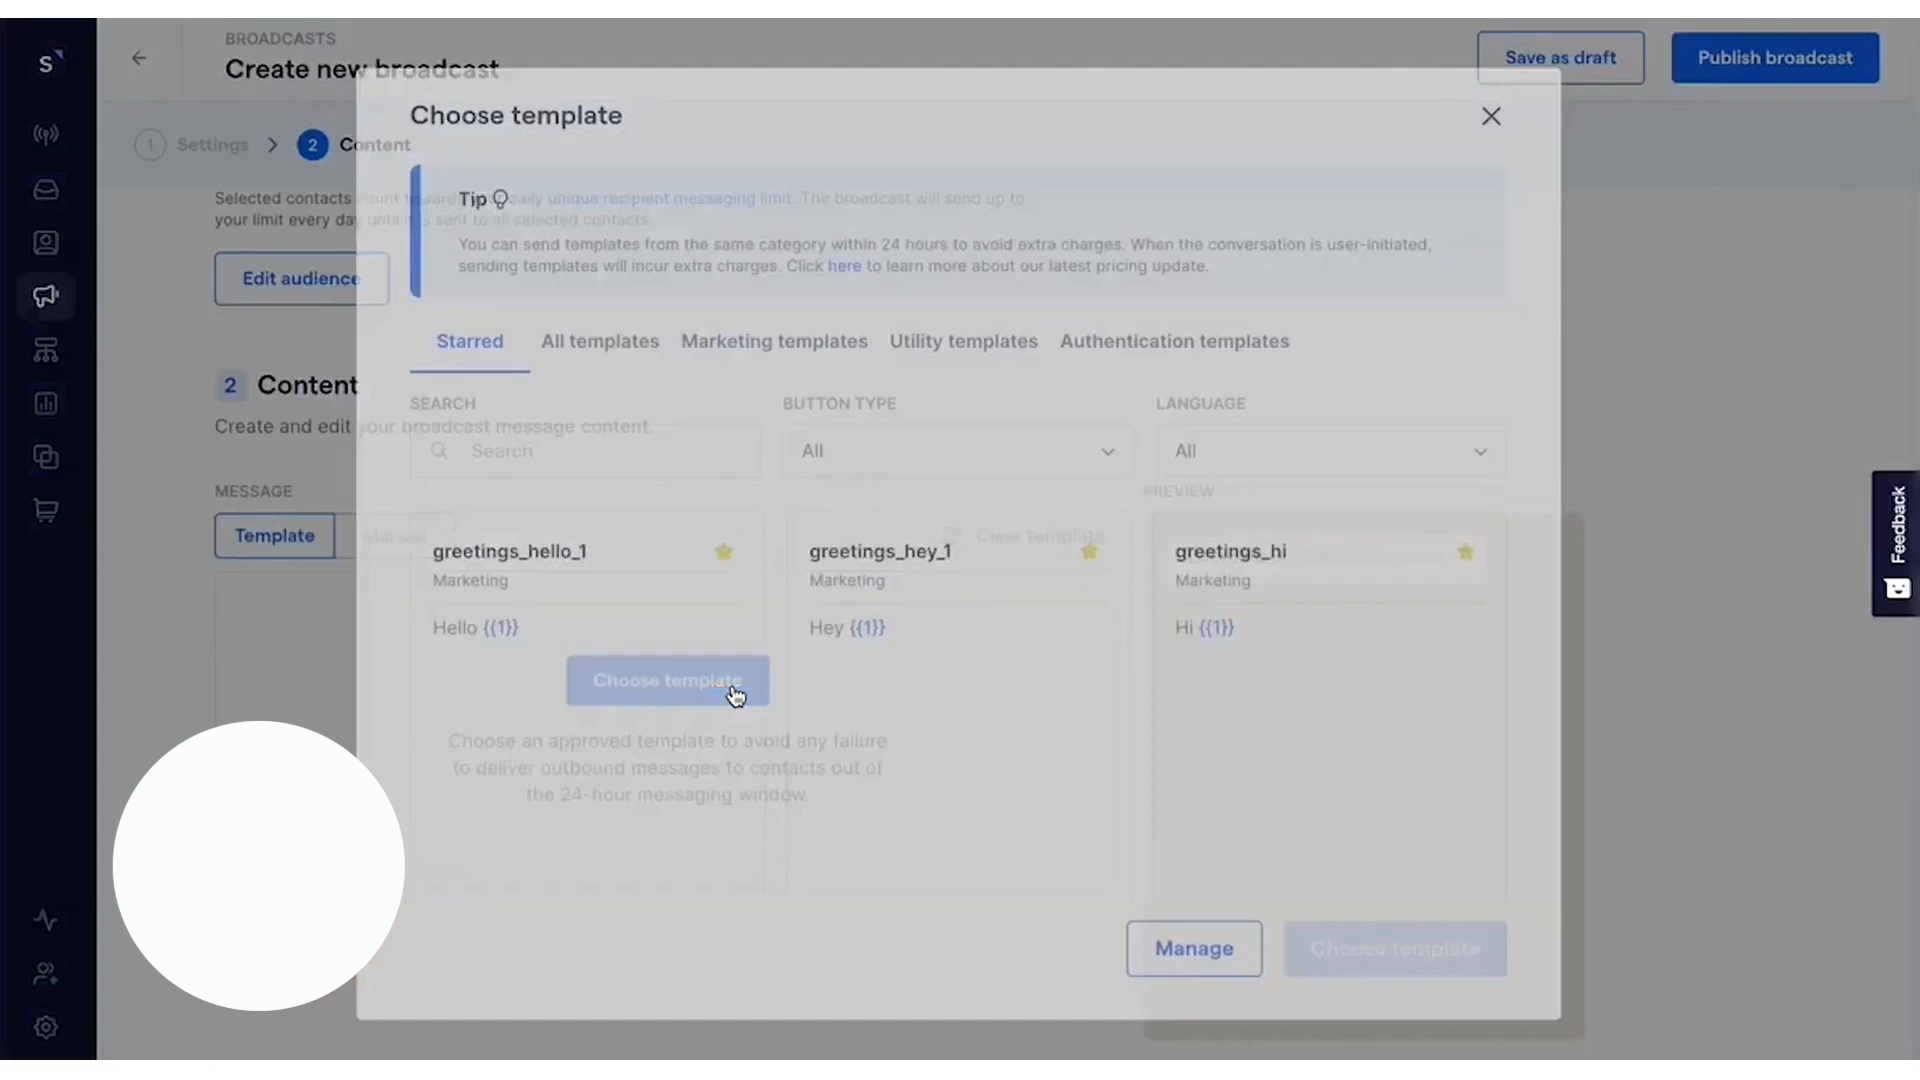 S
BROADCASTS
Create new broadcast
Save as draft
Publish broadcast
1 Settings
2 Content
Selected contacts count toward your daily unique recipient messaging limit. The broadcast will send up to
your limit every day until it is sent to all selected contacts.
Edit audience
2 Content
Create and edit your broadcast message content.
MESSAGE
Template
Manual
Clear template
PREVIEW
Choose template
Choose an approved template to avoid any failure
to deliver outbound messages to contacts out of
the 24-hour messaging window.
Choose template
Tip
You can send templates from the same category within 24 hours to avoid extra charges. When the conversation is user-initiated,
sending templates will incur extra charges. Click here to learn more about our latest pricing update.
Starred
All templates
Marketing templates
Utility templates
Authentication templates
SEARCH
BUTTON TYPE
LANGUAGE
Search
All
All
greetings_hello_1
Marketing
Hello {{1}}
greetings_hey_1
Marketing
Hey {{1}}
greetings_hi
Marketing
Hi {{1}}
Manage
Choose template
Feedback